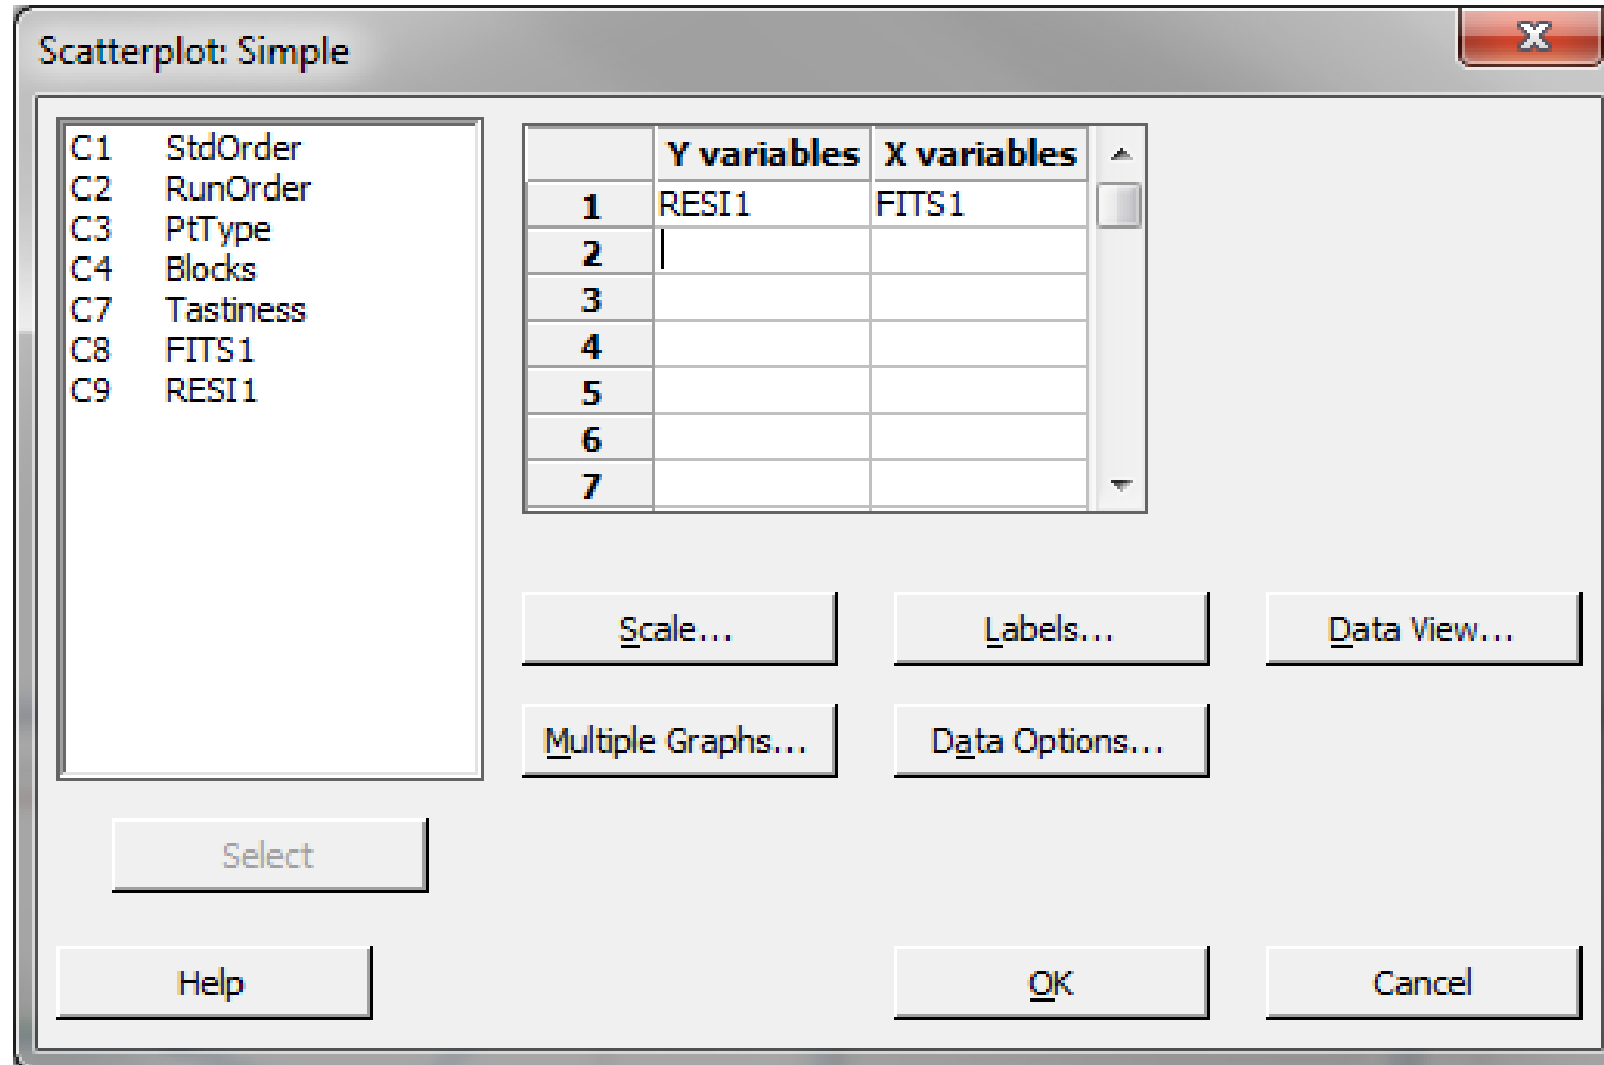 Scatterplot: Simple
C1 StdOrder
C2 RunOrder
C3 PtType
C4 Blocks
C7 Tastiness
C8 FITS1
C9 RESI1
Y variables X variables
1 RESI1 FITS1
2
3
4
5
6
7
Scale... Labels... Data View...
Multiple Graphs... Data Options...
Select
Help OK Cancel